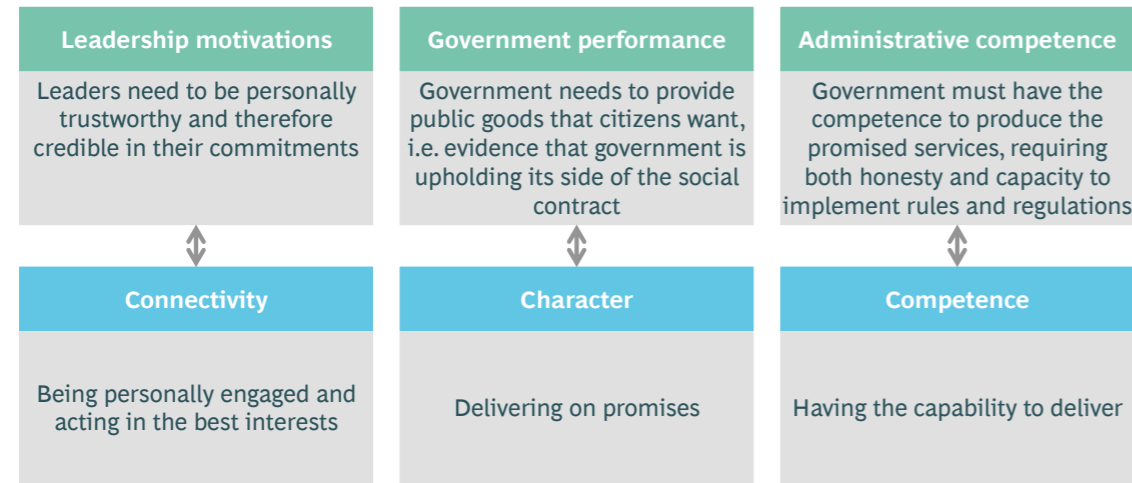 Leadership motivations
Leaders need to be personally
trustworthy and therefore
credible in their commitments
Government performance
Government needs to provide
public goods that citizens want,
i.e. evidence that government is
upholding its side of the social
contract
Administrative competence
Government must have the
competence to produce the
promised services, requiring
both honesty and capacity to
implement rules and regulations
Connectivity
Being personally engaged and
acting in the best interests
Character
Delivering on promises
Competence
Having the capability to deliver